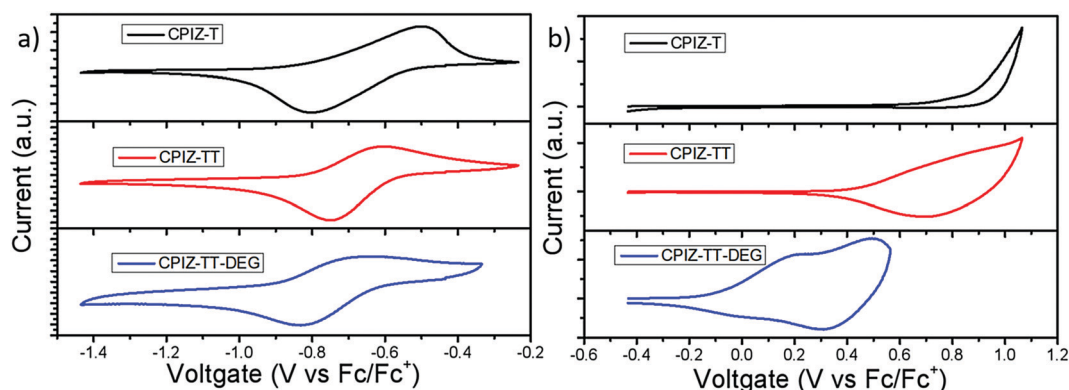 a)
CPIZ-T
CPIZ-TT
CPIZ-TT-DEG
Current (a.u.)
-1.4 -1.2 -1.0 -0.8 -0.6 -0.4 -0.2
Voltgate (V vs Fc/Fc⁺)
b)
CPIZ-T
CPIZ-TT
CPIZ-TT-DEG
Current (a.u.)
-0.6 -0.4 -0.2 0.0 0.2 0.4 0.6 0.8 1.0 1.2
Voltgate (V vs Fc/Fc⁺)